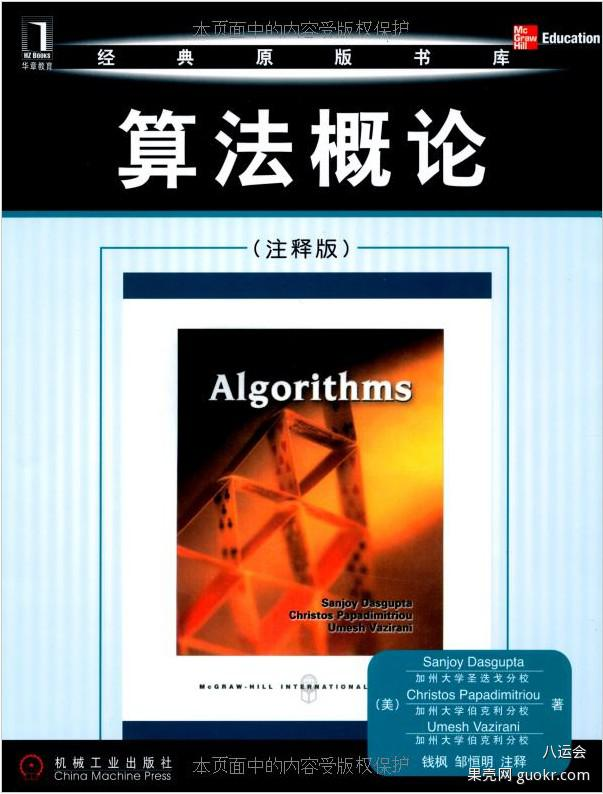 本页面中的内容受版权保护
HZ BOOKS
华章教育
经典原版书库
Mc
Graw
Hill
Education
算法概论
(注释版)
Algorithms
Sanjoy Dasgupta
Christos Papadimitriou
Umesh Vazirani
McGRAW-HILL INTERNATIONAL
Sanjoy Dasgupta
加州大学圣迭戈分校
(美)
Christos Papadimitriou
加州大学伯克利分校
著
Umesh Vazirani
加州大学伯克利分校
钱枫 邹恒明 注释
机械工业出版社
China Machine Press
本页面中的内容受版权保护
八运会
果壳网 guokr.com